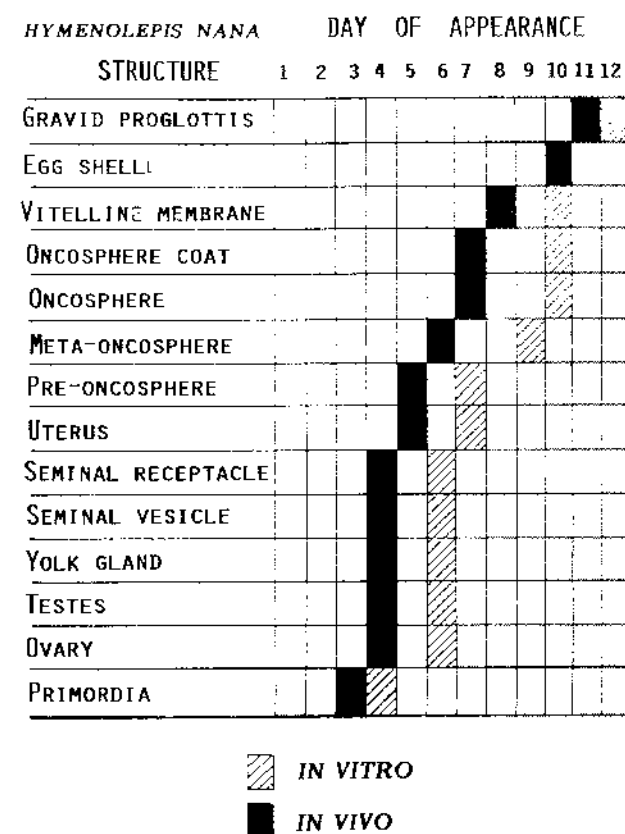 HYMENOLEPIS NANA DAY OF APPEARANCE
STRUCTURE 1 2 3 4 5 6 7 8 9 10 11 12
GRAVID PROGLOTTIS
EGG SHELL
VITELLINE MEMBRANE
ONCOSPHERE COAT
ONCOSPHERE
META-ONCOSPHERE
PRE-ONCOSPHERE
UTERUS
SEMINAL RECEPTACLE
SEMINAL VESICLE
YOLK GLAND
TESTES
OVARY
PRIMORDIA
IN VITRO
IN VIVO